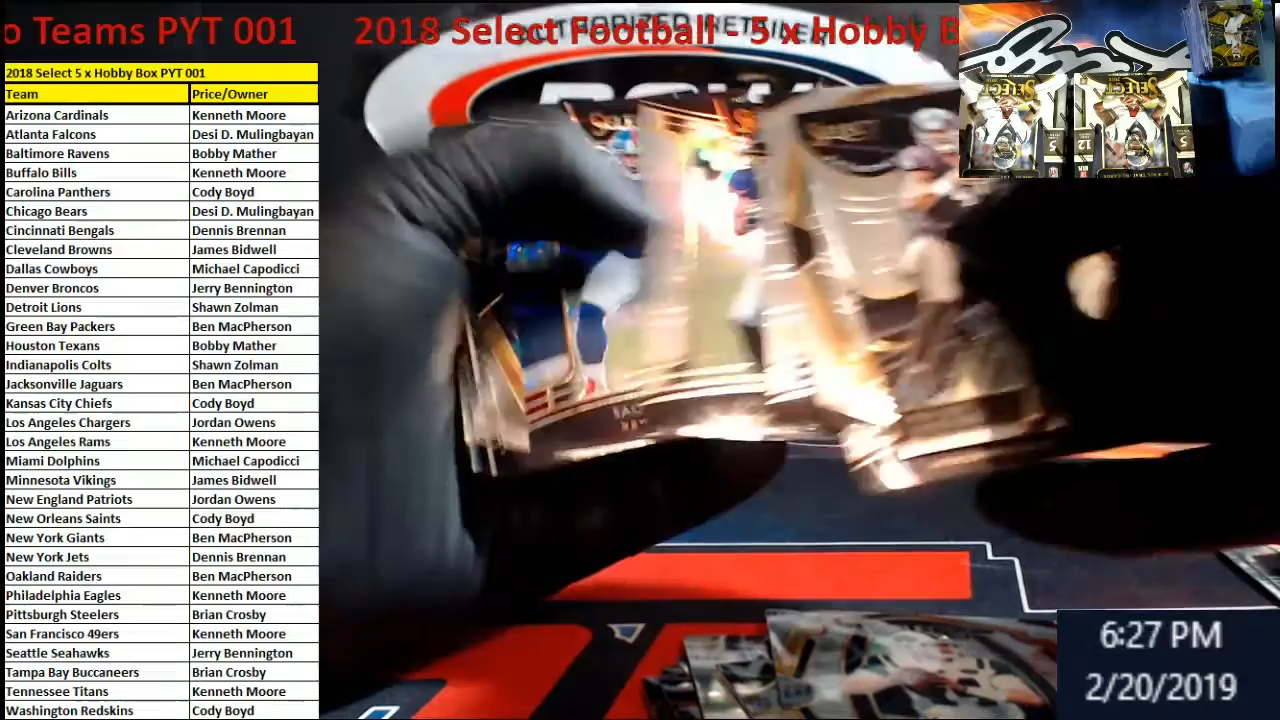 o Teams PYT 001 2018 Select Football - 5 x Hobby B
AUTHORIZED RETAILER
2018 Select 5 x Hobby Box PYT 001
Team Price/Owner
Arizona Cardinals Kenneth Moore
Atlanta Falcons Desi D. Mulingbayan
Baltimore Ravens Bobby Mather
Buffalo Bills Kenneth Moore
Carolina Panthers Cody Boyd
Chicago Bears Desi D. Mulingbayan
Cincinnati Bengals Dennis Brennan
Cleveland Browns James Bidwell
Dallas Cowboys Michael Capodicci
Denver Broncos Jerry Bennington
Detroit Lions Shawn Zolman
Green Bay Packers Ben MacPherson
Houston Texans Bobby Mather
Indianapolis Colts Shawn Zolman
Jacksonville Jaguars Ben MacPherson
Kansas City Chiefs Cody Boyd
Los Angeles Chargers Jordan Owens
Los Angeles Rams Kenneth Moore
Miami Dolphins Michael Capodicci
Minnesota Vikings James Bidwell
New England Patriots Jordan Owens
New Orleans Saints Cody Boyd
New York Giants Ben MacPherson
New York Jets Dennis Brennan
Oakland Raiders Ben MacPherson
Philadelphia Eagles Kenneth Moore
Pittsburgh Steelers Brian Crosby
San Francisco 49ers Kenneth Moore
Seattle Seahawks Jerry Bennington
Tampa Bay Buccaneers Brian Crosby
Tennessee Titans Kenneth Moore
Washington Redskins Cody Boyd
SELECT SELECT
5 12 5
6:27 PM
2/20/2019